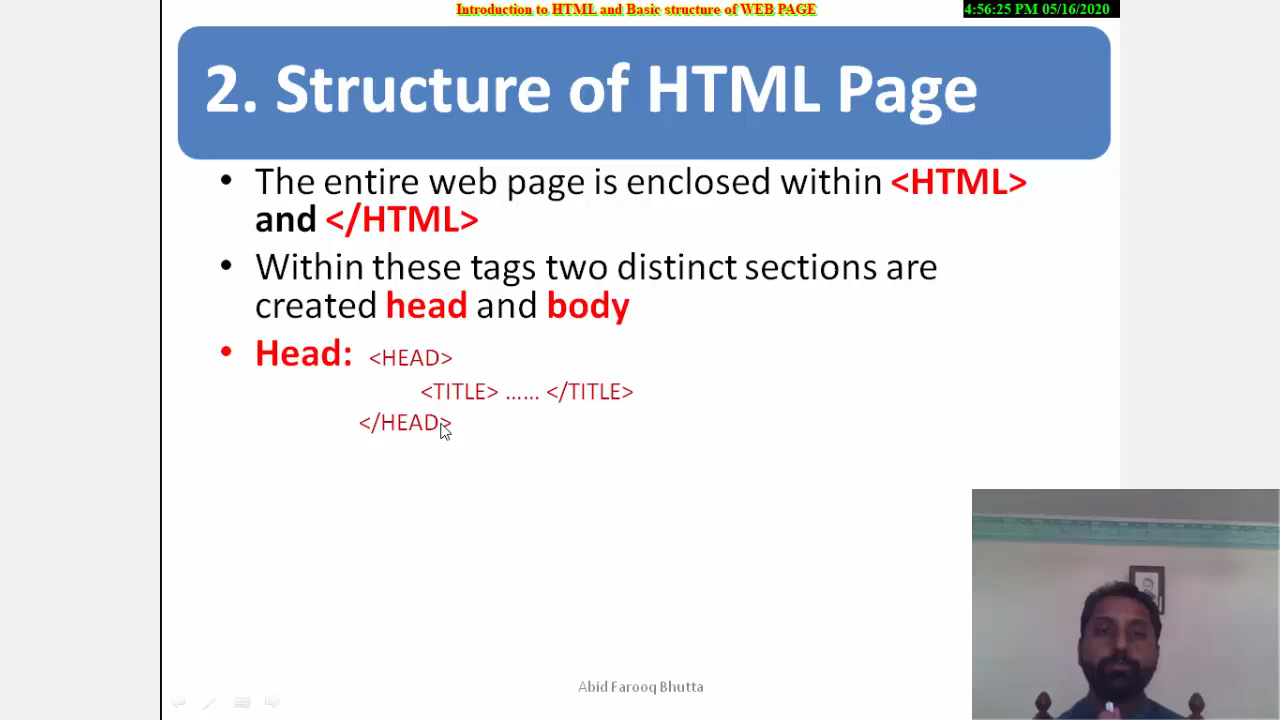 Introduction to HTML and Basic structure of WEB PAGE
4:56:25 PM 05/16/2020
2. Structure of HTML Page
• The entire web page is enclosed within <HTML>
and </HTML>
• Within these tags two distinct sections are
created head and body
• Head: <HEAD>
<TITLE> ...... </TITLE>
</HEAD>
Abid Farooq Bhutta